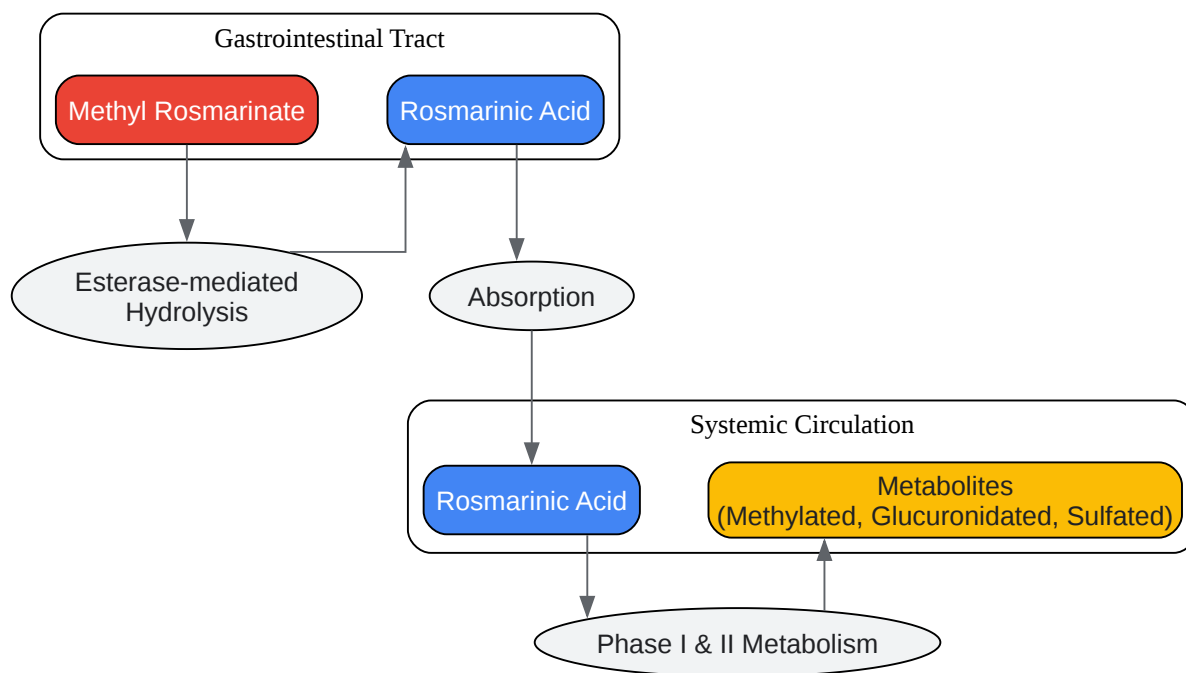 Gastrointestinal Tract
Methyl Rosmarinate
Rosmarinic Acid
Esterase-mediated
Hydrolysis
Absorption
Systemic Circulation
Rosmarinic Acid
Metabolites
(Methylated, Glucuronidated, Sulfated)
Phase I & II Metabolism